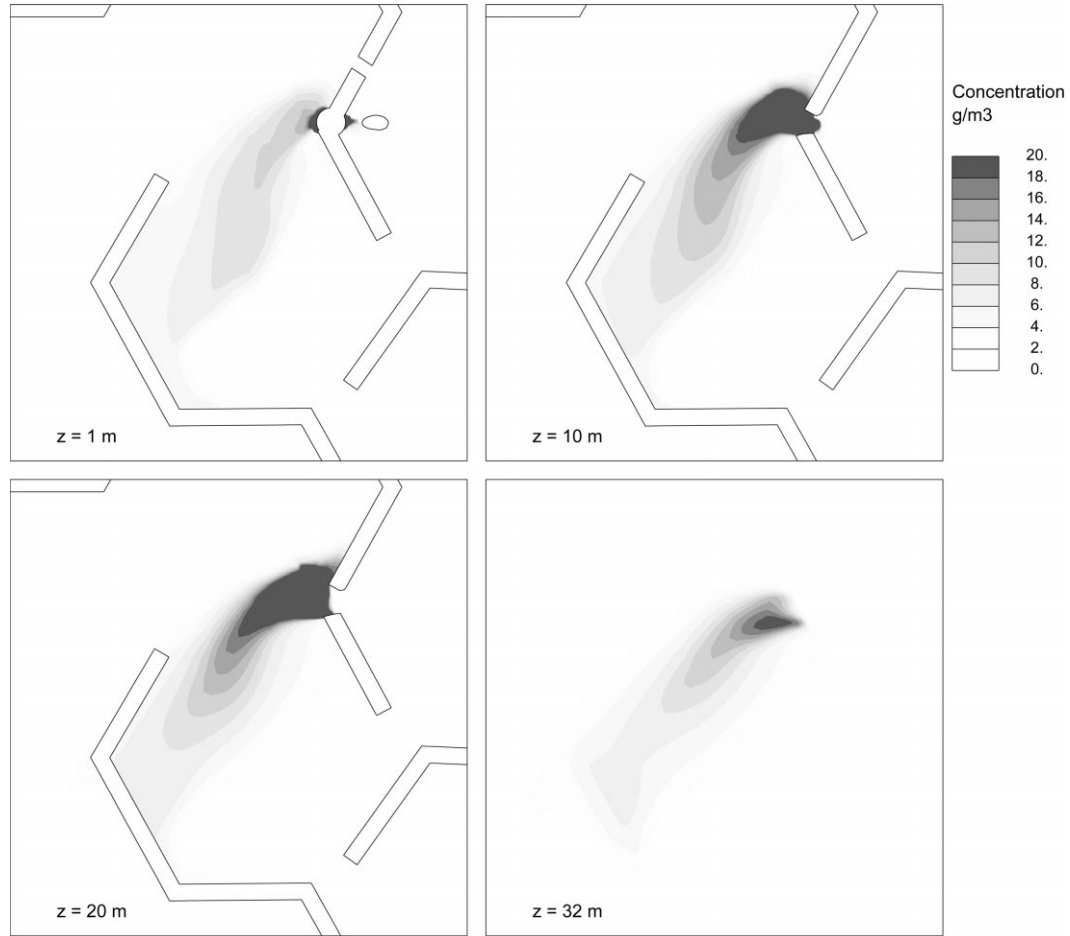 Concentration
g/m3
20.
18.
16.
14.
12.
10.
8.
6.
4.
2.
0.
z = 1 m
z = 10 m
z = 20 m
z = 32 m